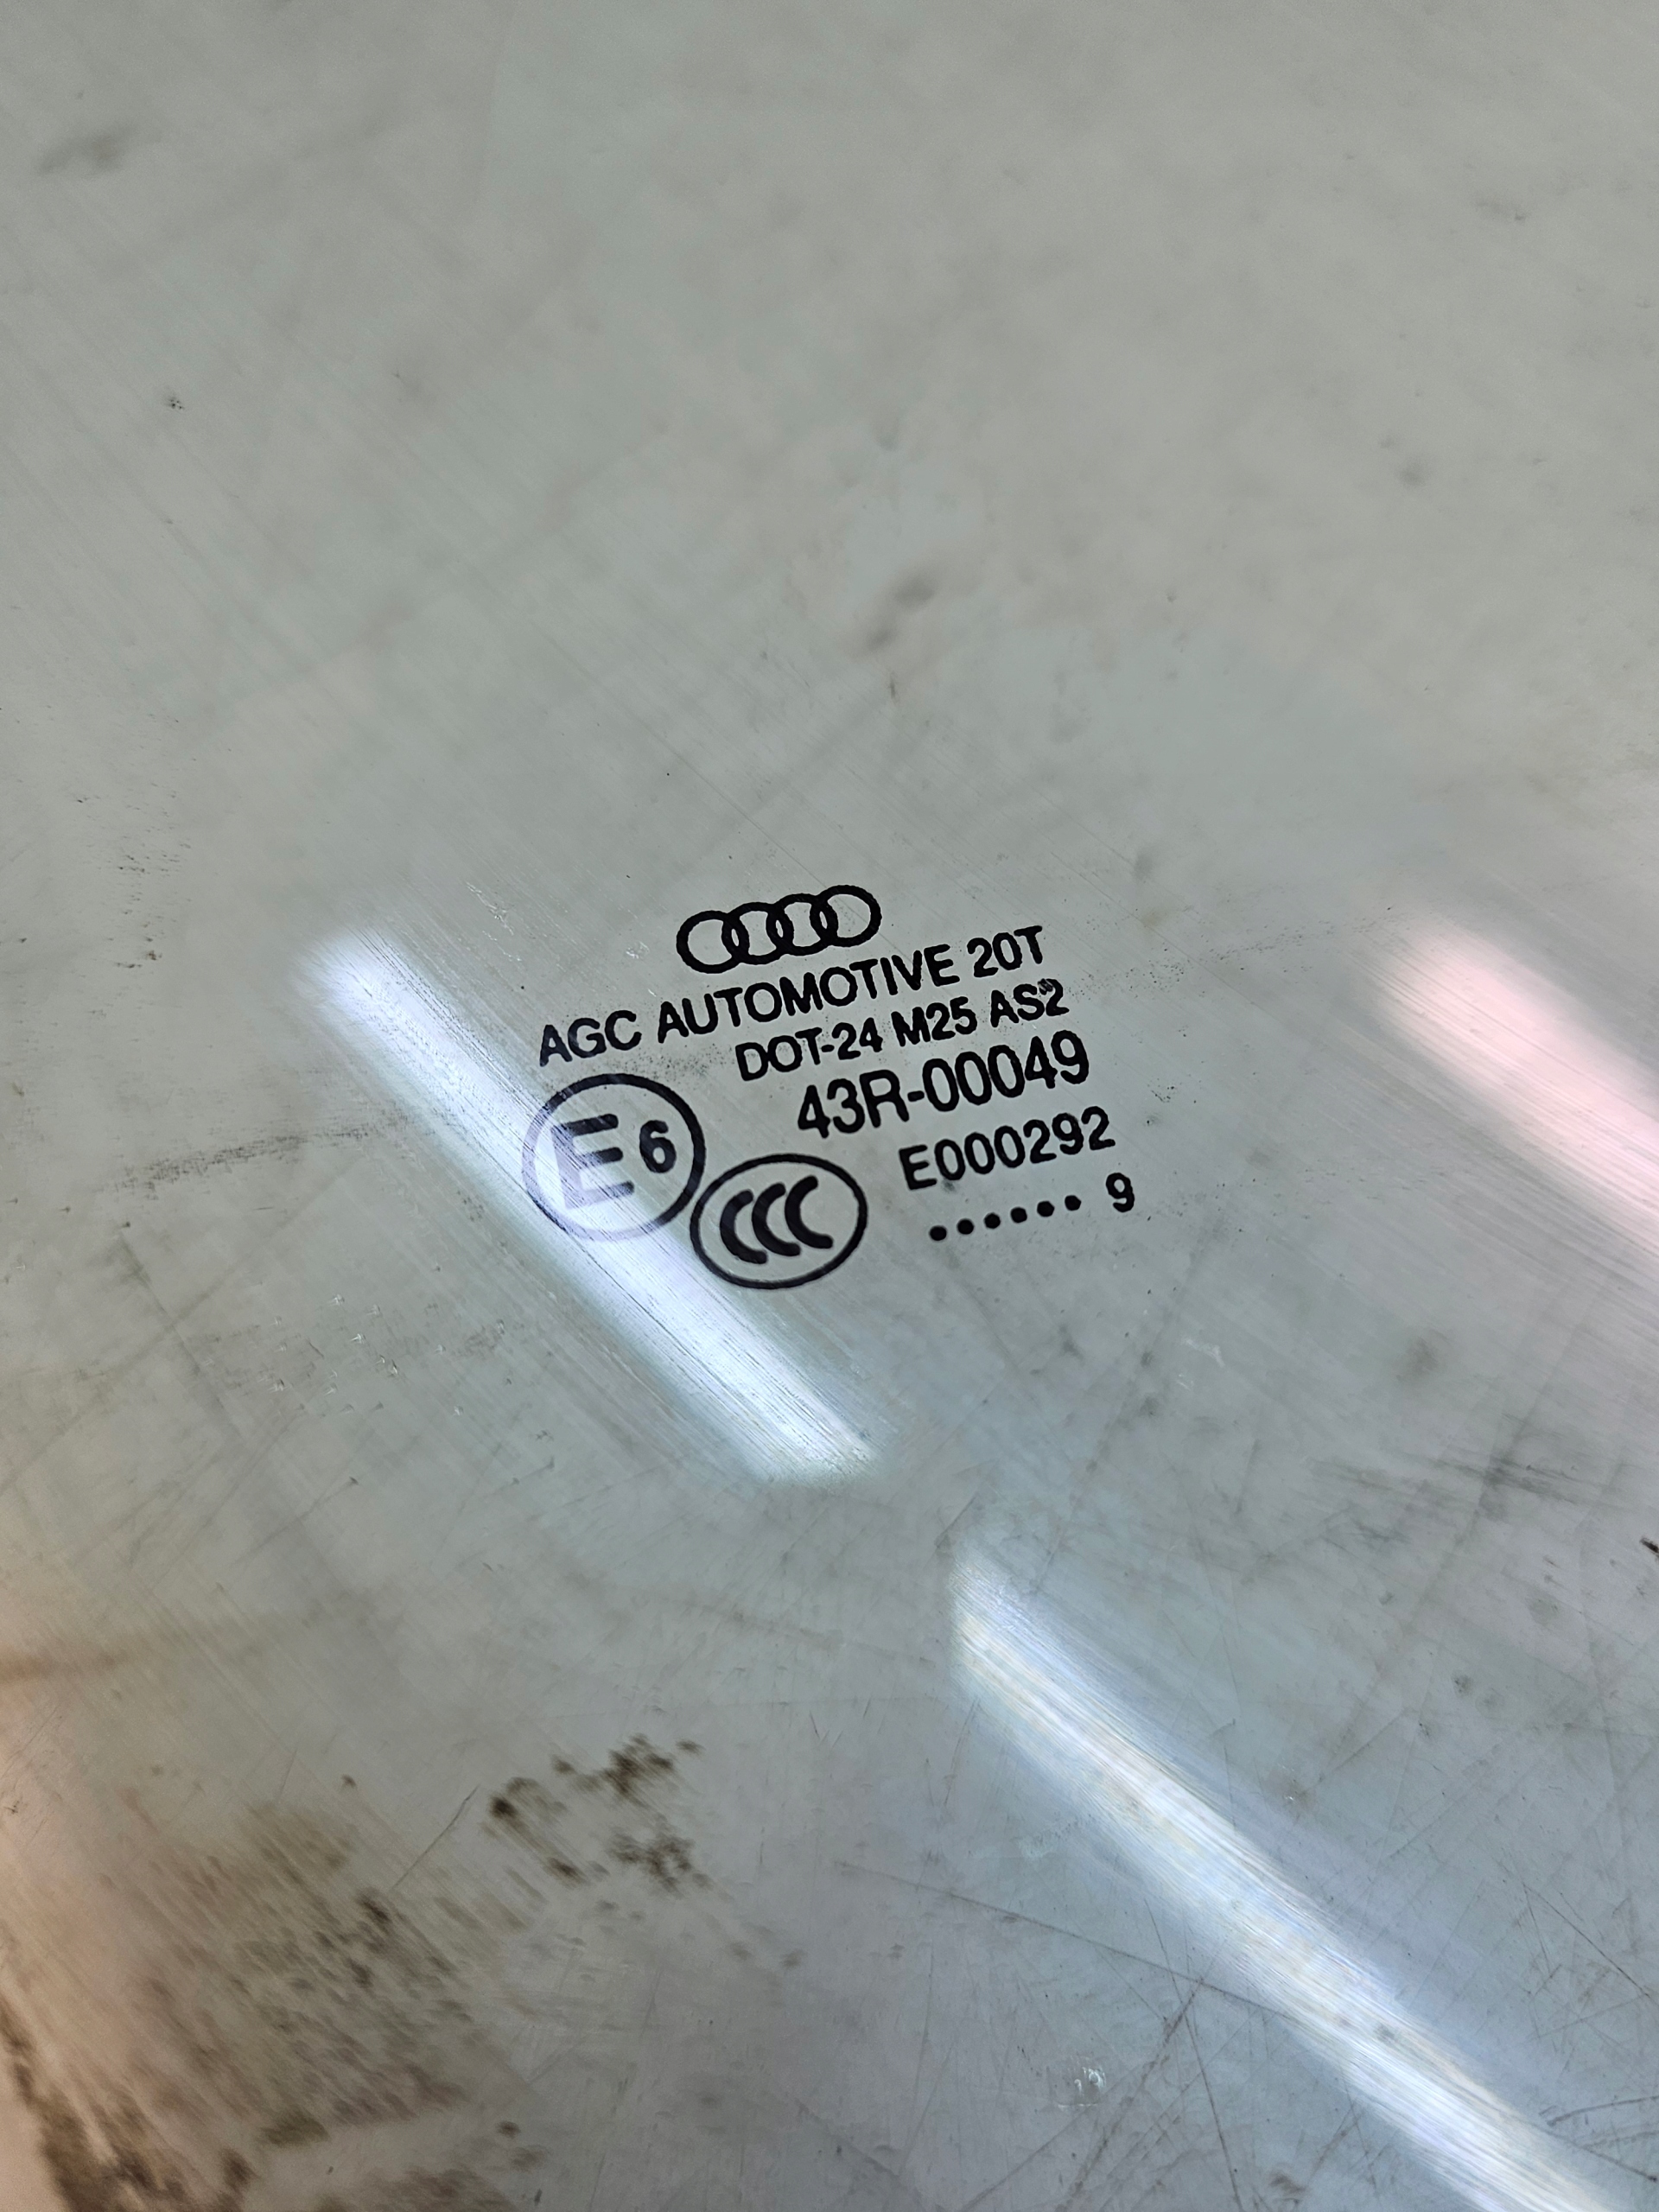 AGC AUTOMOTIVE 20T
DOT-24 M25 AS2
43R-00049
E6
E000292
CCC
...... 9